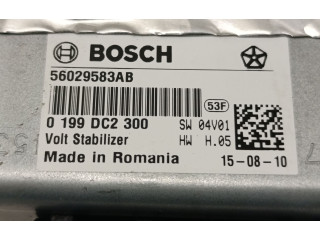 BOSCH
56029583AB
53F
0 199 DC2 300 SW 04V01
Volt Stabilizer HW H.05
Made in Romania 15-08-10